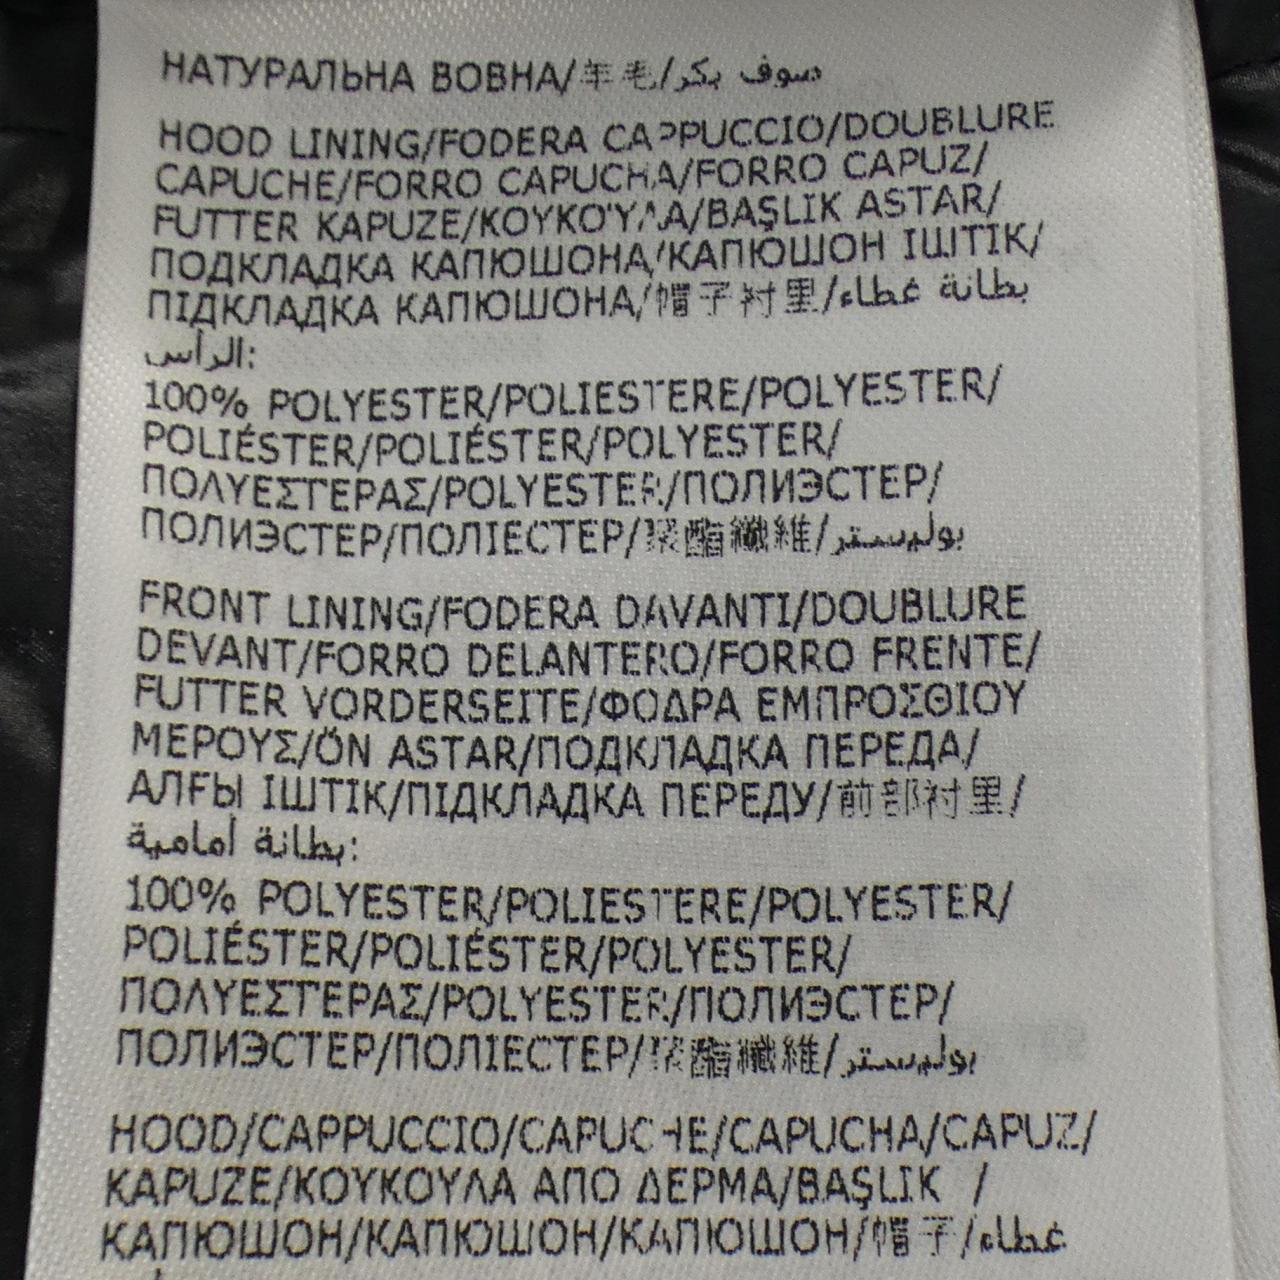 НАТУРАЛЬНА ВОВНА/羊毛/صوف بكر
HOOD LINING/FODERA CAPPUCCIO/DOUBLURE
CAPUCHE/FORRO CAPUCHA/FORRO CAPUZ/
FUTTER KAPUZE/ΚΟΥΚΟΎΛΑ/BAŞLIK ASTAR/
ПОДКЛАДКА КАПЮШОНА/КАПЮШОН ІШТІК/
ПІДКЛАДКА КАПЮШОНА/帽子衬里/بطانة غطاء
الرأس:
100% POLYESTER/POLIESTERE/POLYESTER/
POLIÉSTER/POLIÉSTER/POLYESTER/
ΠΟΛΥΕΣΤΕΡΑΣ/POLYESTER/ПОЛИЭСТЕР/
ПОЛИЭСТЕР/ПОЛІЕСТЕР/聚酯纖維/بوليستر
FRONT LINING/FODERA DAVANTI/DOUBLURE
DEVANT/FORRO DELANTERO/FORRO FRENTE/
FUTTER VORDERSEITE/ΦΟΔΡΑ ΕΜΠΡΟΣΘΙΟΥ
ΜΕΡΟΥΣ/ÖN ASTAR/ПОДКЛАДКА ПЕРЕДА/
АЛҒЫ ІШТІК/ПІДКЛАДКА ПЕРЕДУ/前部衬里/
بطانة أمامية:
100% POLYESTER/POLIESTERE/POLYESTER/
POLIÉSTER/POLIÉSTER/POLYESTER/
ΠΟΛΥΕΣΤΕΡΑΣ/POLYESTER/ПОЛИЭСТЕР/
ПОЛИЭСТЕР/ПОЛІЕСТЕР/聚酯纖維/بوليستر
HOOD/CAPPUCCIO/CAPUCHE/CAPUCHA/CAPUZ/
KAPUZE/ΚΟΥΚΟΥΛΑ ΑΠΟ ΔΕΡΜΑ/BAŞLIK /
КАПЮШОН/КАПЮШОН/КАПЮШОН/帽子/غطاء